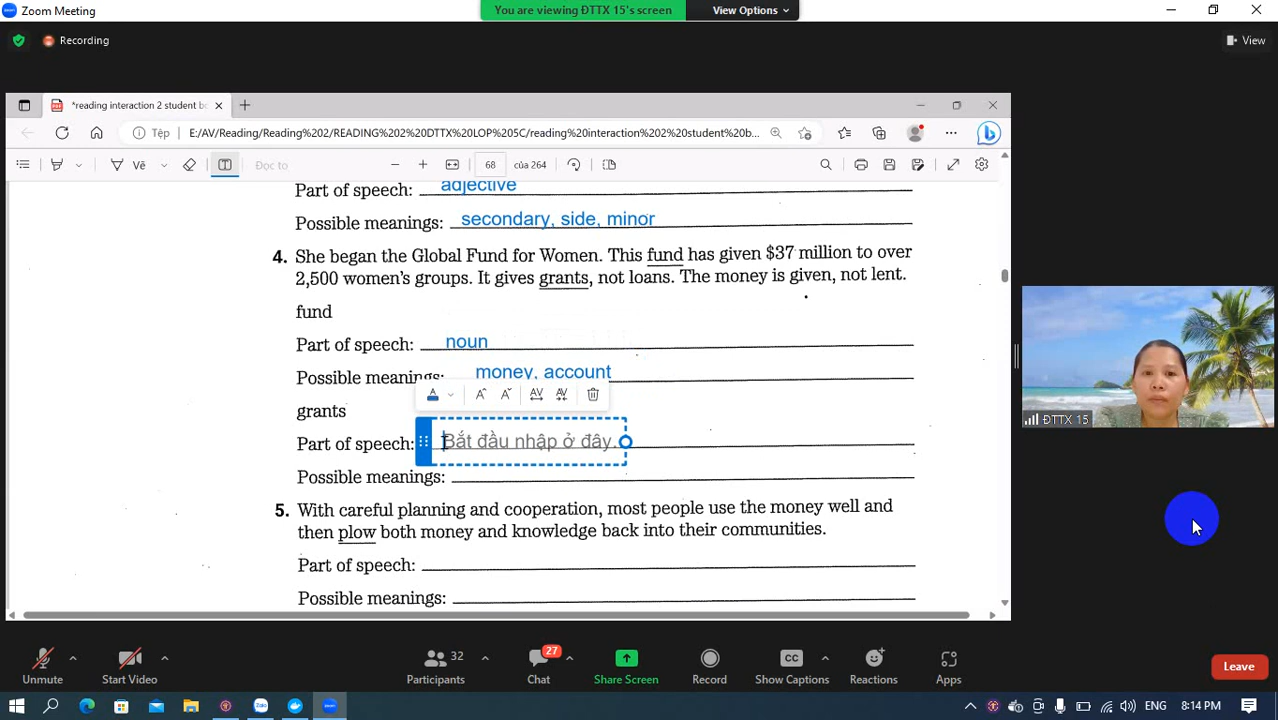 Zoom Meeting
You are viewing ĐTTX 15's screen
View Options
Recording
View
*reading interaction 2 student bo
Tệp
E:/AV/Reading/Reading%202/READING%202%20DTTX%20LOP%205C/reading%20interaction%202%20student%20b...
Vẽ
Đọc to
68
của 264
Part of speech: adjective
Possible meanings: secondary, side, minor
4. She began the Global Fund for Women. This fund has given $37 million to over
2,500 women's groups. It gives grants, not loans. The money is given, not lent.
fund
Part of speech: noun
Possible meanings: money, account
grants
Part of speech: Bắt đầu nhập ở đây.
Possible meanings:
5. With careful planning and cooperation, most people use the money well and
then plow both money and knowledge back into their communities.
Part of speech:
Possible meanings:
ĐTTX 15
Unmute
Start Video
32
Participants
27
Chat
Share Screen
Record
CC
Show Captions
Reactions
Apps
Leave
ENG
8:14 PM